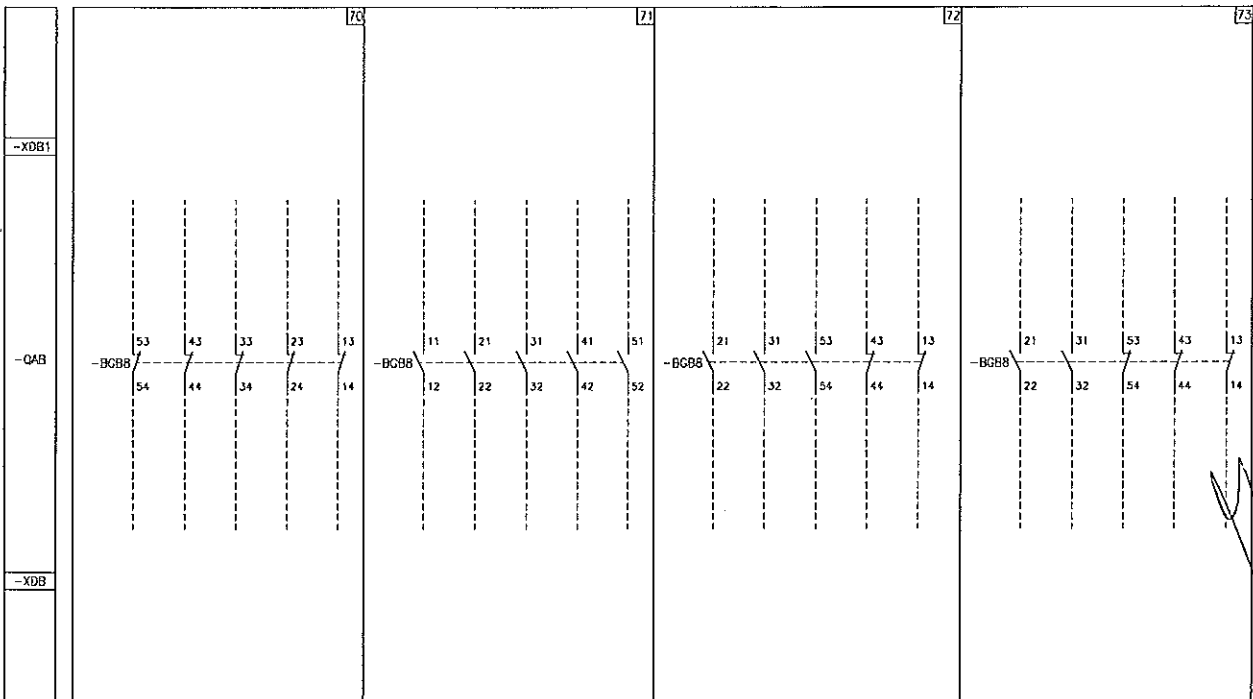 70 71 72 73
-XDB1
53 43 33 23 13 11 21 31 41 51 21 31 53 43 13 21 31 53 43 13
-QAB -BGB8 -BGB8 -BGB8 -BGB8
54 44 34 24 14 12 22 32 42 52 22 32 54 44 14 22 32 54 44 14
-XDB